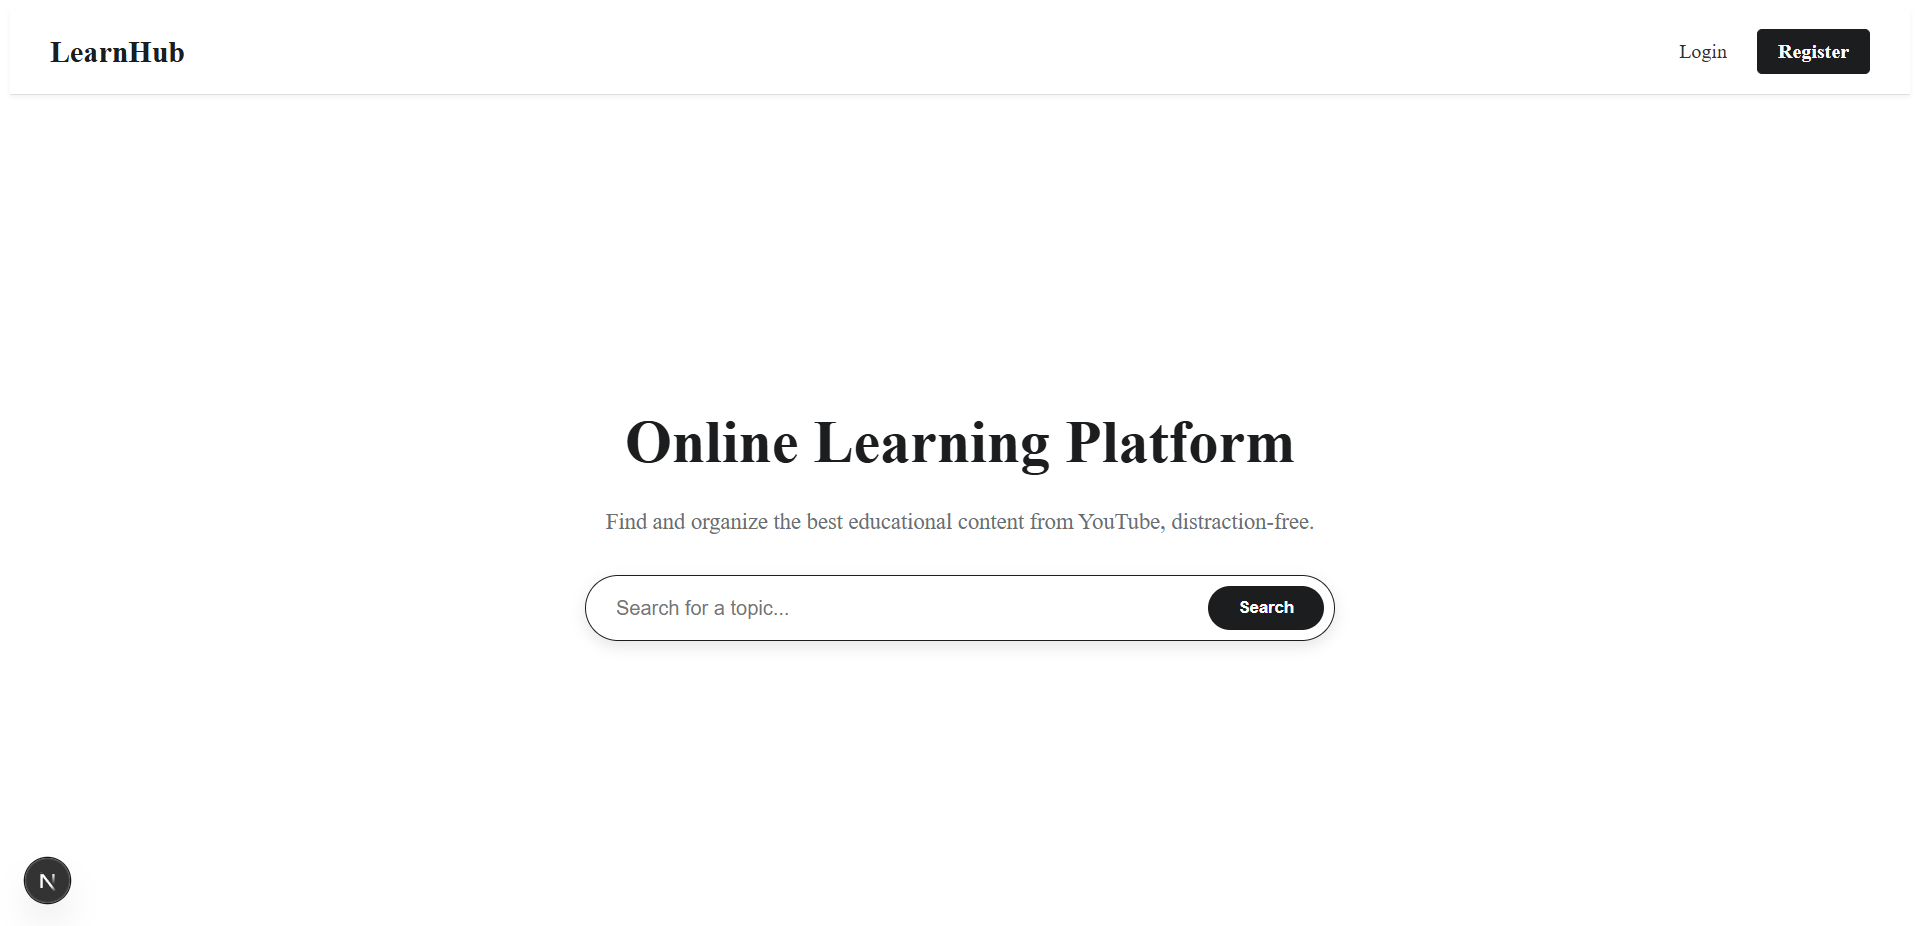 LearnHub
Login
Register
Online Learning Platform
Find and organize the best educational content from YouTube, distraction-free.
Search for a topic...
Search
N